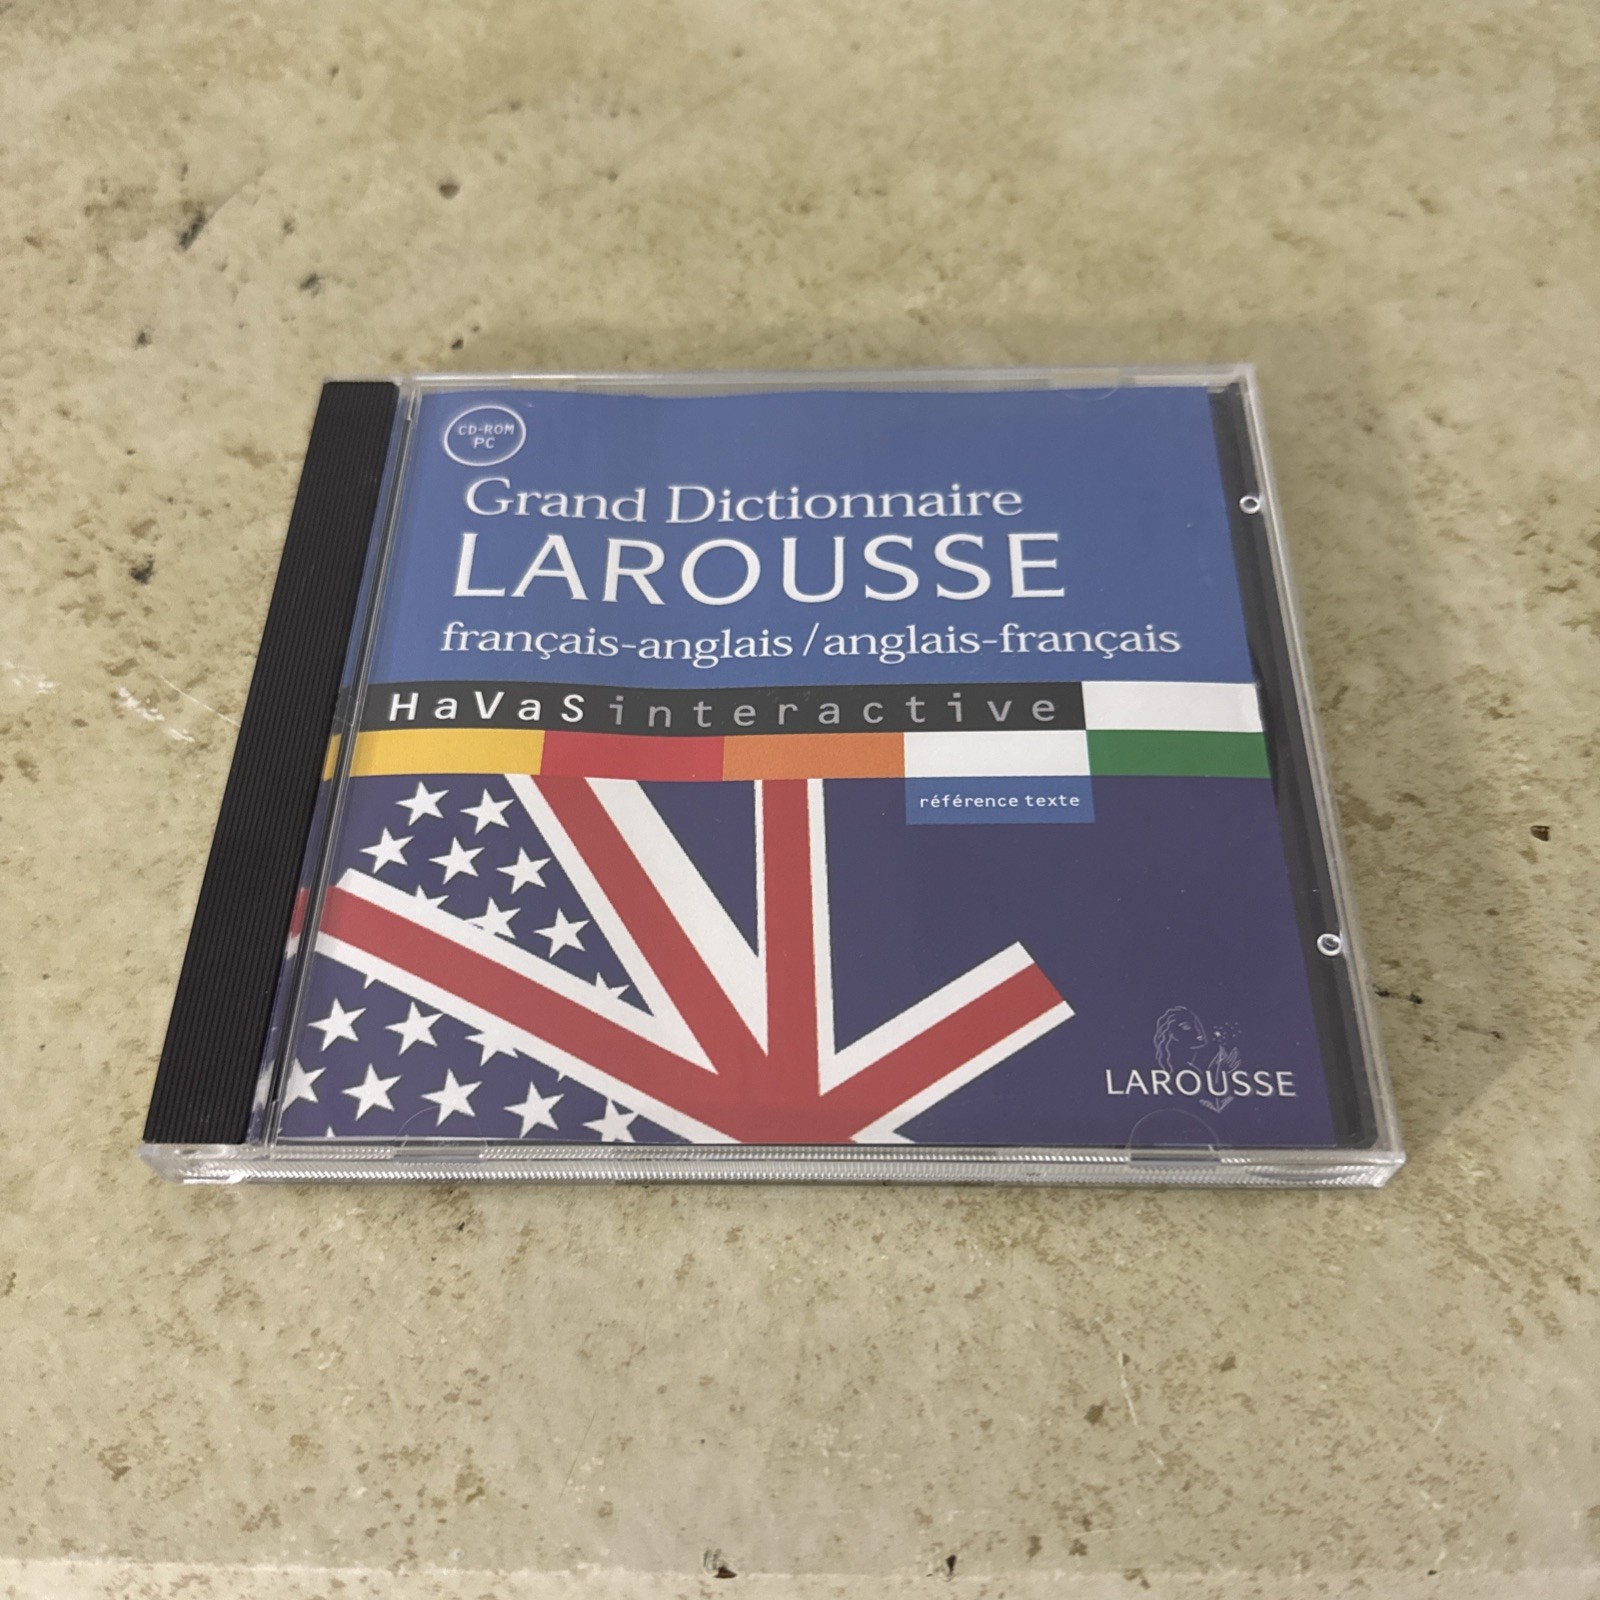 CD-ROM
PC
Grand Dictionnaire
LAROUSSE
français-anglais / anglais-français
HaVaS interactive
référence texte
LAROUSSE